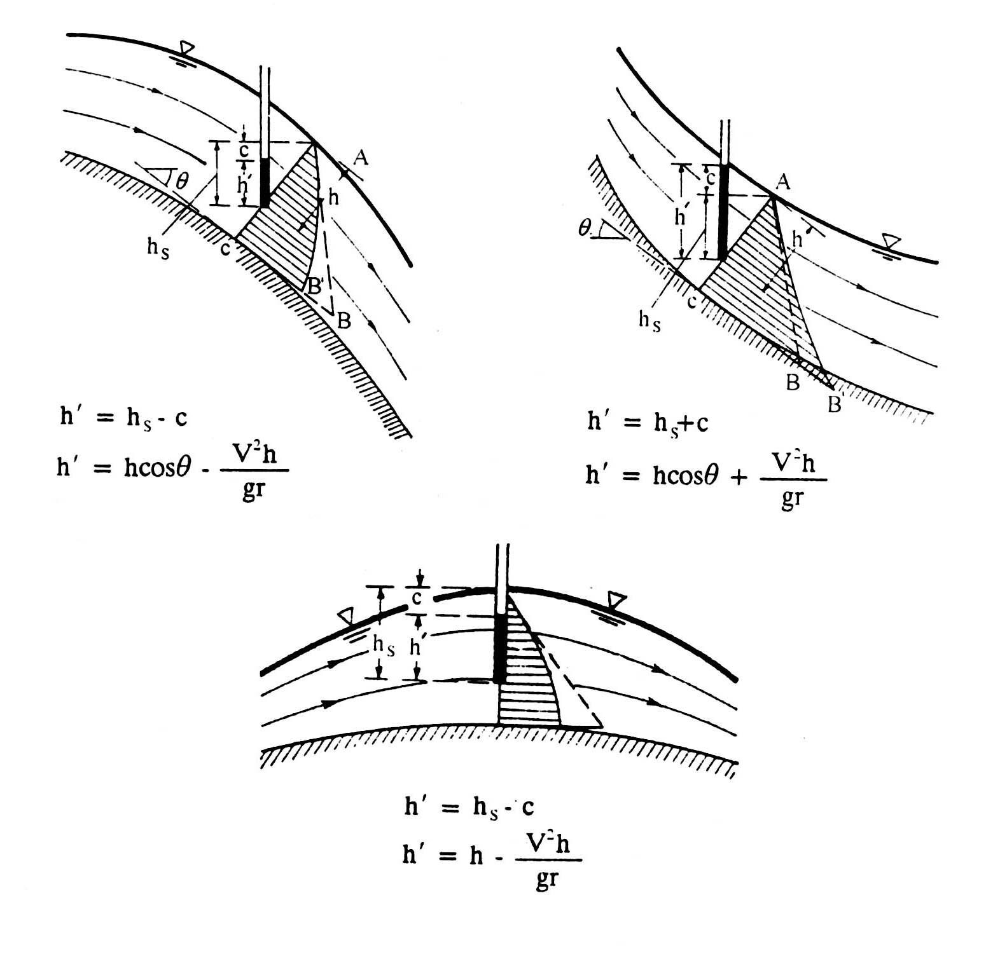 A
c
h′
θ
h
hs
c
B'
B
h′ = hs - c
h′ = hcosθ - V²h/gr
A
c
h′
θ
h
hs
c
B
B'
h′ = hs+c
h′ = hcosθ + V²h/gr
c
hs
h′
h′ = hs - c
h′ = h - V²h/gr